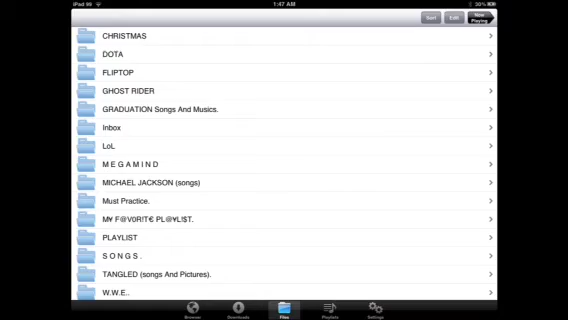 iPad 98
1:47 AM
30%
Sort
Edit
Now
Playing
CHRISTMAS
DOTA
FLIPTOP
GHOST RIDER
GRADUATION Songs And Musics.
Inbox
LoL
M E G A M I N D
MICHAEL JACKSON (songs)
Must Practice.
M¥ F@V0R!T€ PL@¥L!$T.
PLAYLIST
S O N G S .
TANGLED (songs And Pictures).
W.W.E..
Browser
Downloads
Files
Playlists
Settings